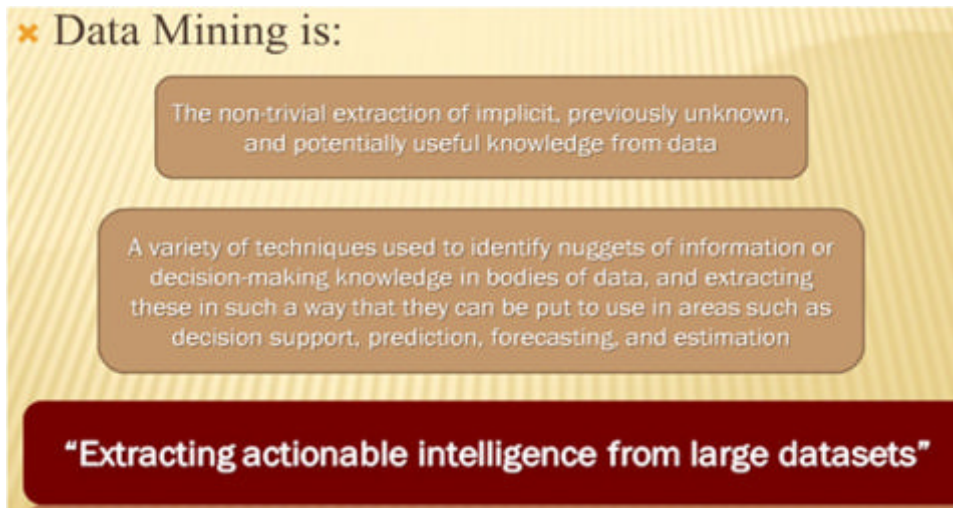 Data Mining is:
The non-trivial extraction of implicit, previously unknown,
and potentially useful knowledge from data
A variety of techniques used to identify nuggets of information or
decision-making knowledge in bodies of data, and extracting
these in such a way that they can be put to use in areas such as
decision support, prediction, forecasting, and estimation
“Extracting actionable intelligence from large datasets”